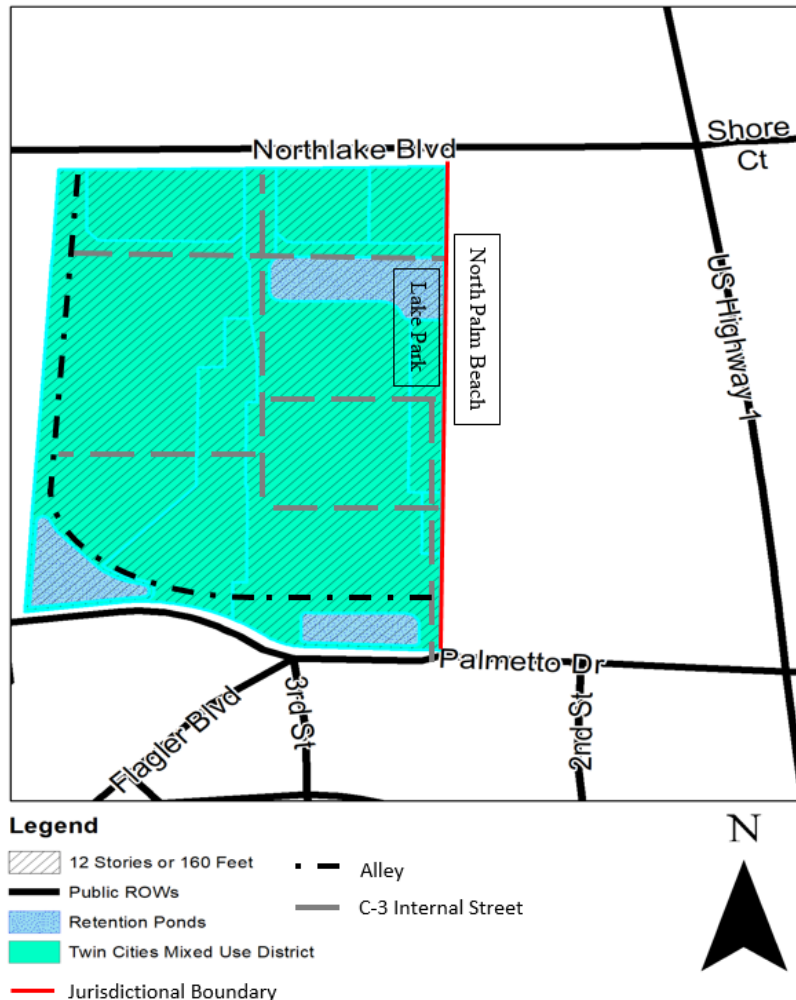 Northlake Blvd
Shore
Ct
US Highway 1
North Palm Beach
Lake Park
Palmetto Dr
Flagler Blvd
3rd St
2nd St
Legend
12 Stories or 160 Feet
Public ROWs
Retention Ponds
Twin Cities Mixed Use District
Jurisdictional Boundary
Alley
C-3 Internal Street
N